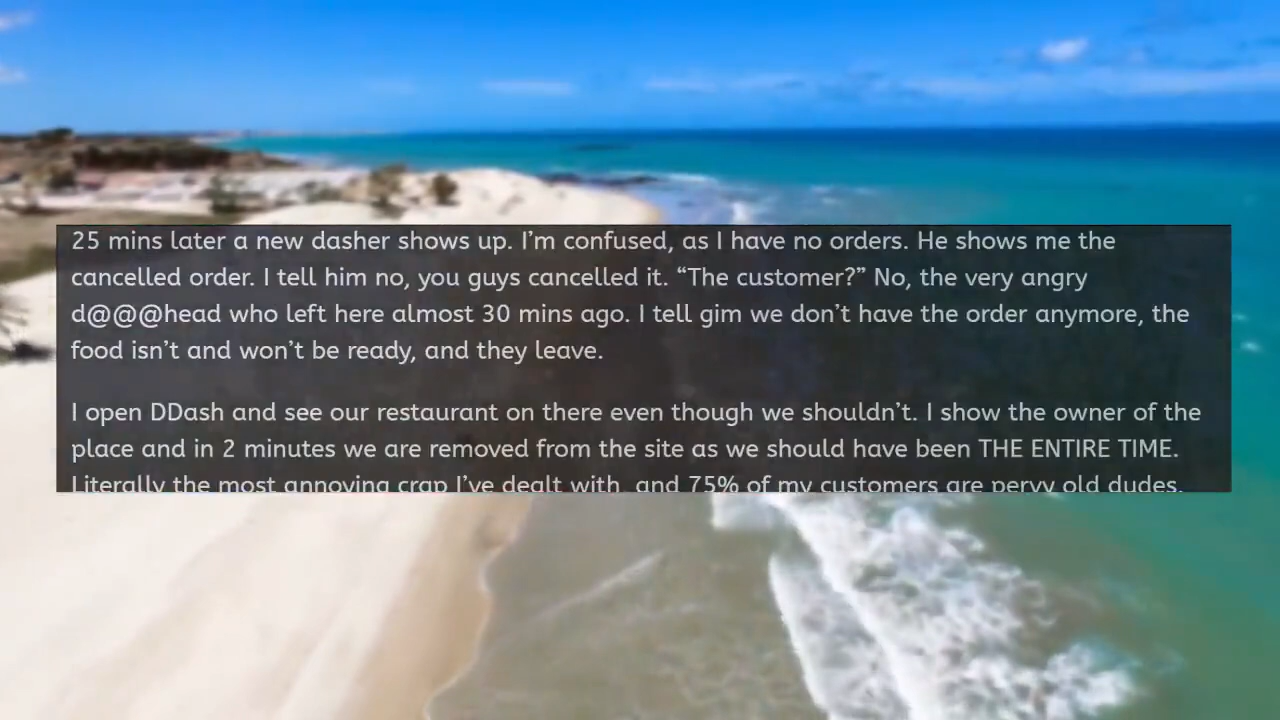 25 mins later a new dasher shows up. I’m confused, as I have no orders. He shows me the
cancelled order. I tell him no, you guys cancelled it. “The customer?” No, the very angry
d@@@head who left here almost 30 mins ago. I tell gim we don’t have the order anymore, the
food isn’t and won’t be ready, and they leave.
I open DDash and see our restaurant on there even though we shouldn’t. I show the owner of the
place and in 2 minutes we are removed from the site as we should have been THE ENTIRE TIME.
Literally the most annoying crap I’ve dealt with, and 75% of my customers are pervy old dudes.